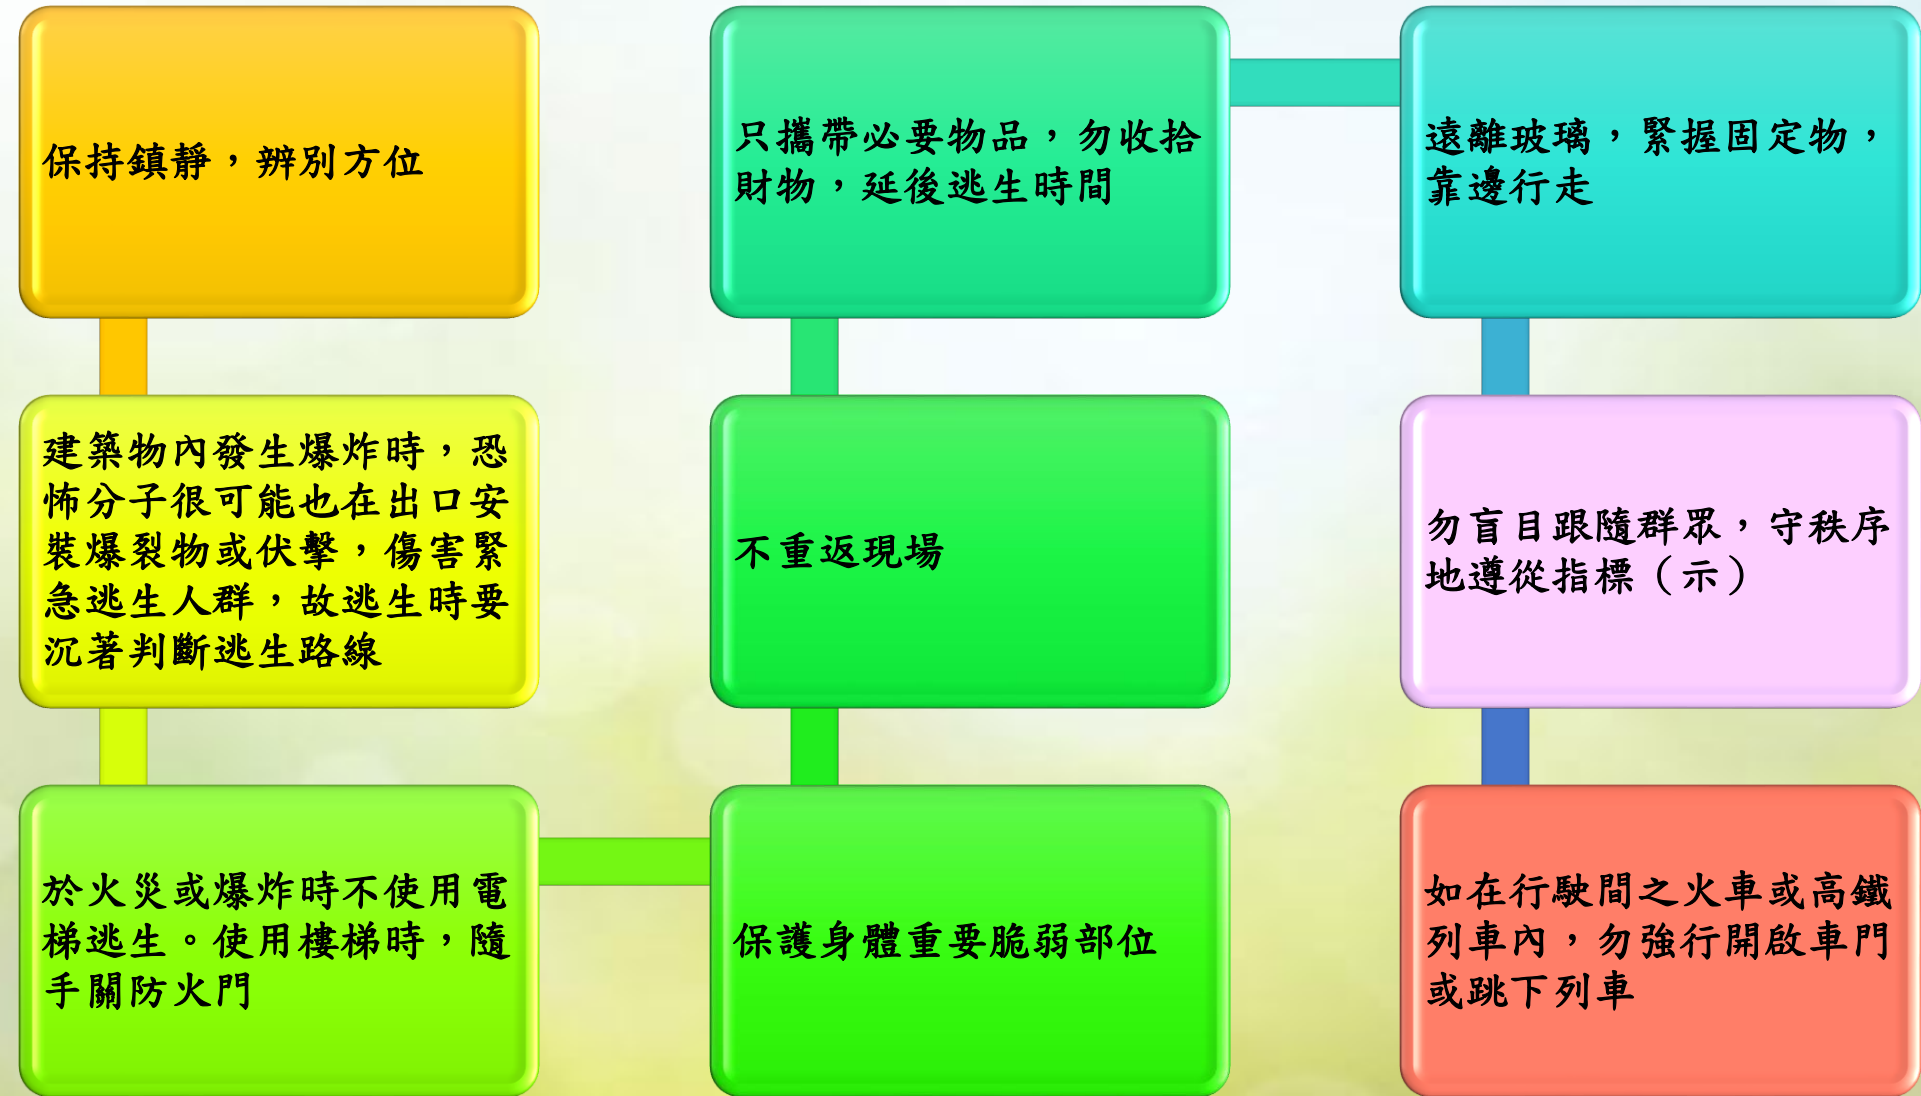 保持鎮靜，辨別方位
建築物內發生爆炸時，恐
怖分子很可能也在出口安
裝爆裂物或伏擊，傷害緊
急逃生人群，故逃生時要
沉著判斷逃生路線
於火災或爆炸時不使用電
梯逃生。使用樓梯時，隨
手關防火門
保護身體重要脆弱部位
不重返現場
只攜帶必要物品，勿收拾
財物，延後逃生時間
遠離玻璃，緊握固定物，
靠邊行走
勿盲目跟隨群眾，守秩序
地遵從指標（示）
如在行駛間之火車或高鐵
列車內，勿強行開啟車門
或跳下列車